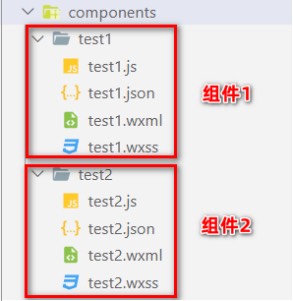 components
test1
JS test1.js
{..} test1.json
组件1
test1.wxml
test1.wxss
test2
JS test2.js
{..} test2.json
组件2
test2.wxml
test2.wxss